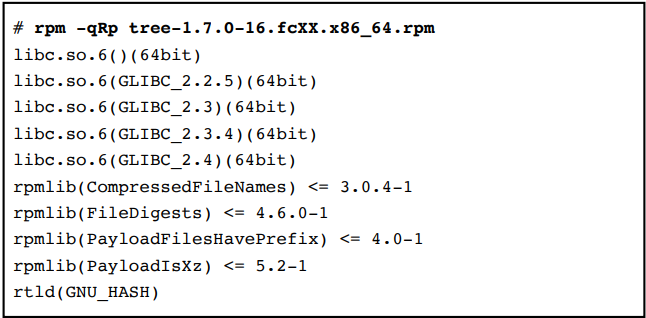 # rpm -qRp tree-1.7.0-16.fcXX.x86_64.rpm
libc.so.6()(64bit)
libc.so.6(GLIBC_2.2.5)(64bit)
libc.so.6(GLIBC_2.3)(64bit)
libc.so.6(GLIBC_2.3.4)(64bit)
libc.so.6(GLIBC_2.4)(64bit)
rpmlib(CompressedFileNames) <= 3.0.4-1
rpmlib(FileDigests) <= 4.6.0-1
rpmlib(PayloadFilesHavePrefix) <= 4.0-1
rpmlib(PayloadIsXz) <= 5.2-1
rtld(GNU_HASH)